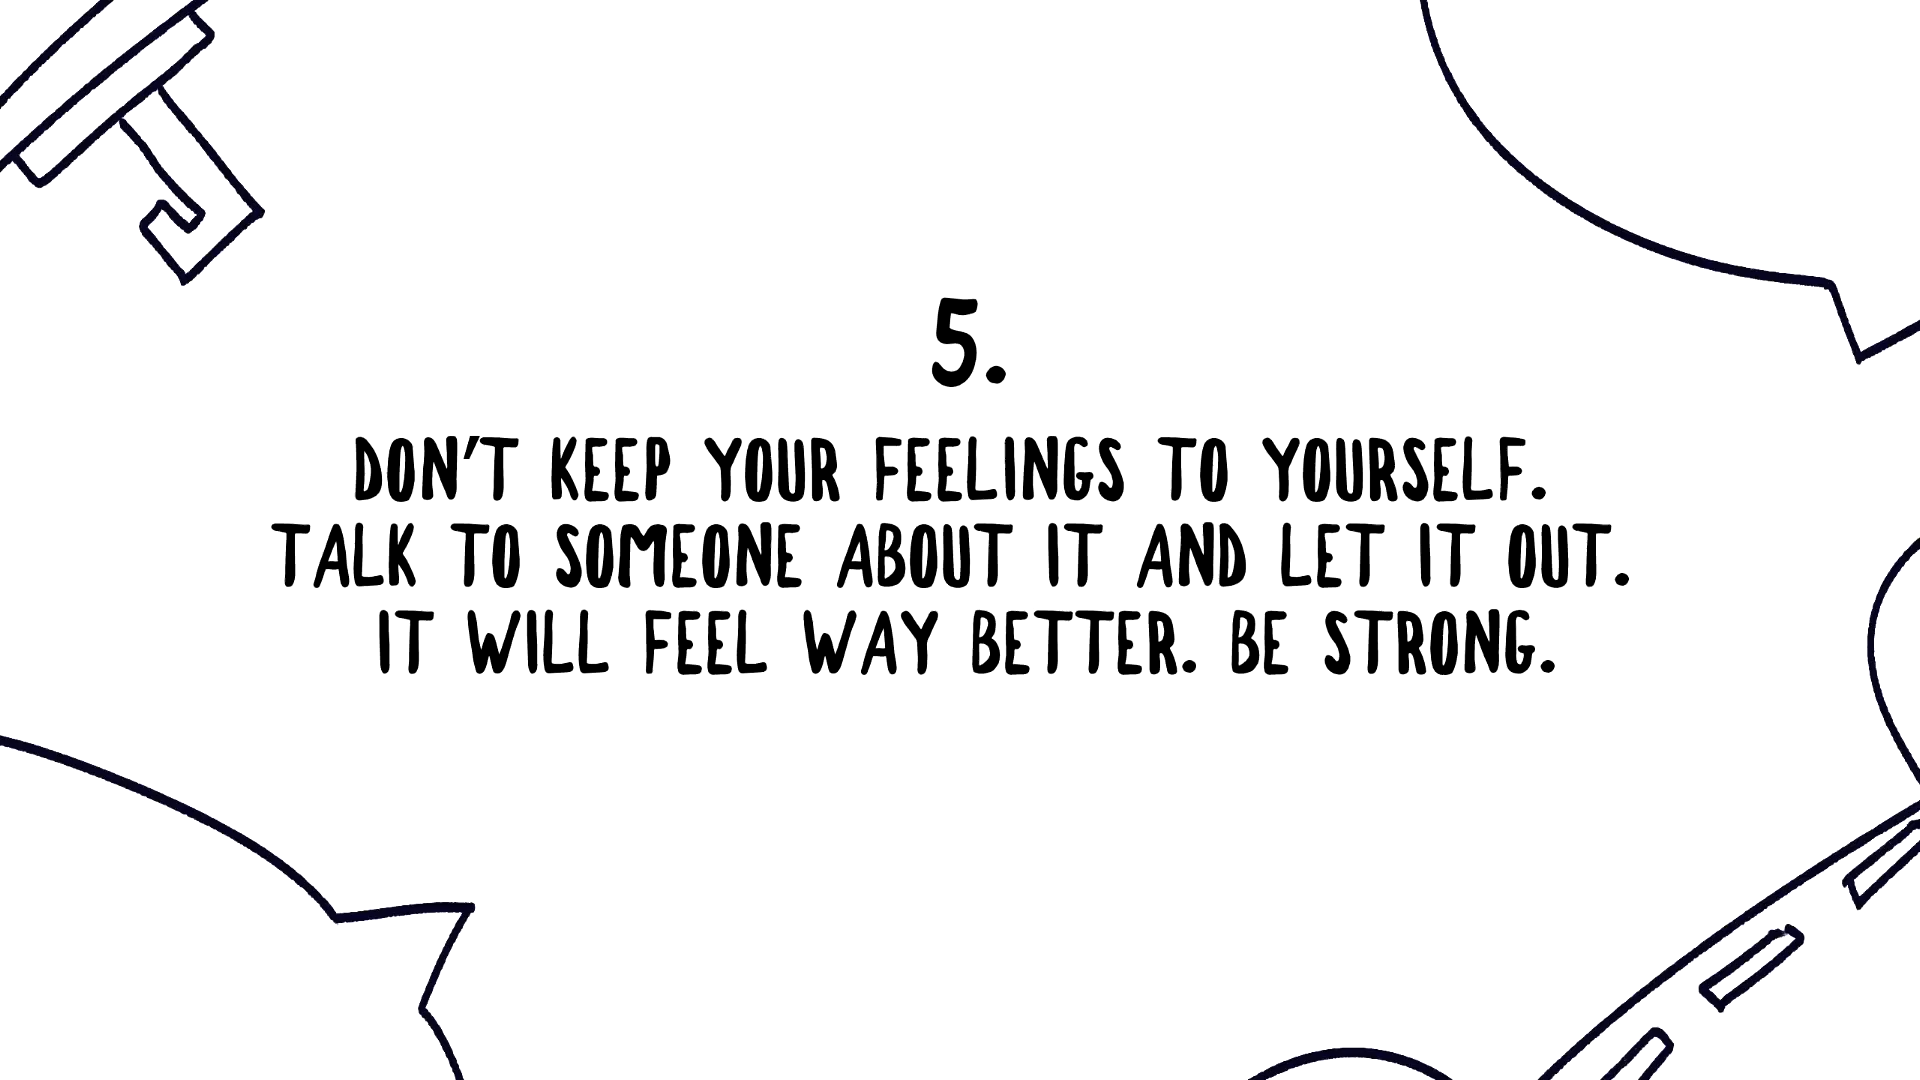 5.
DON'T KEEP YOUR FEELINGS TO YOURSELF.
TALK TO SOMEONE ABOUT IT AND LET IT OUT.
IT WILL FEEL WAY BETTER. BE STRONG.